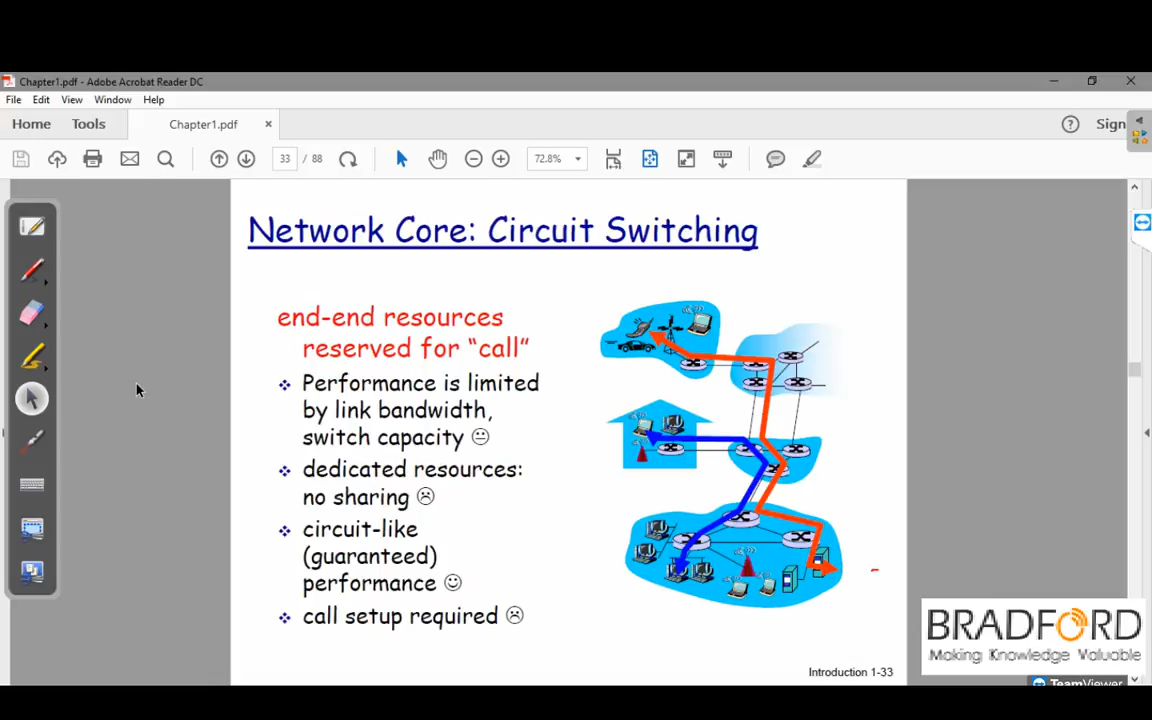 Chapter1.pdf - Adobe Acrobat Reader DC
File Edit View Window Help
Home Tools Chapter1.pdf × ? Sign
33 / 88 72.8%
Network Core: Circuit Switching
end-end resources
reserved for “call”
Performance is limited
by link bandwidth,
switch capacity
dedicated resources:
no sharing
circuit-like
(guaranteed)
performance
call setup required
BRADFORD
Making Knowledge Valuable
Introduction 1-33
TeamViewer